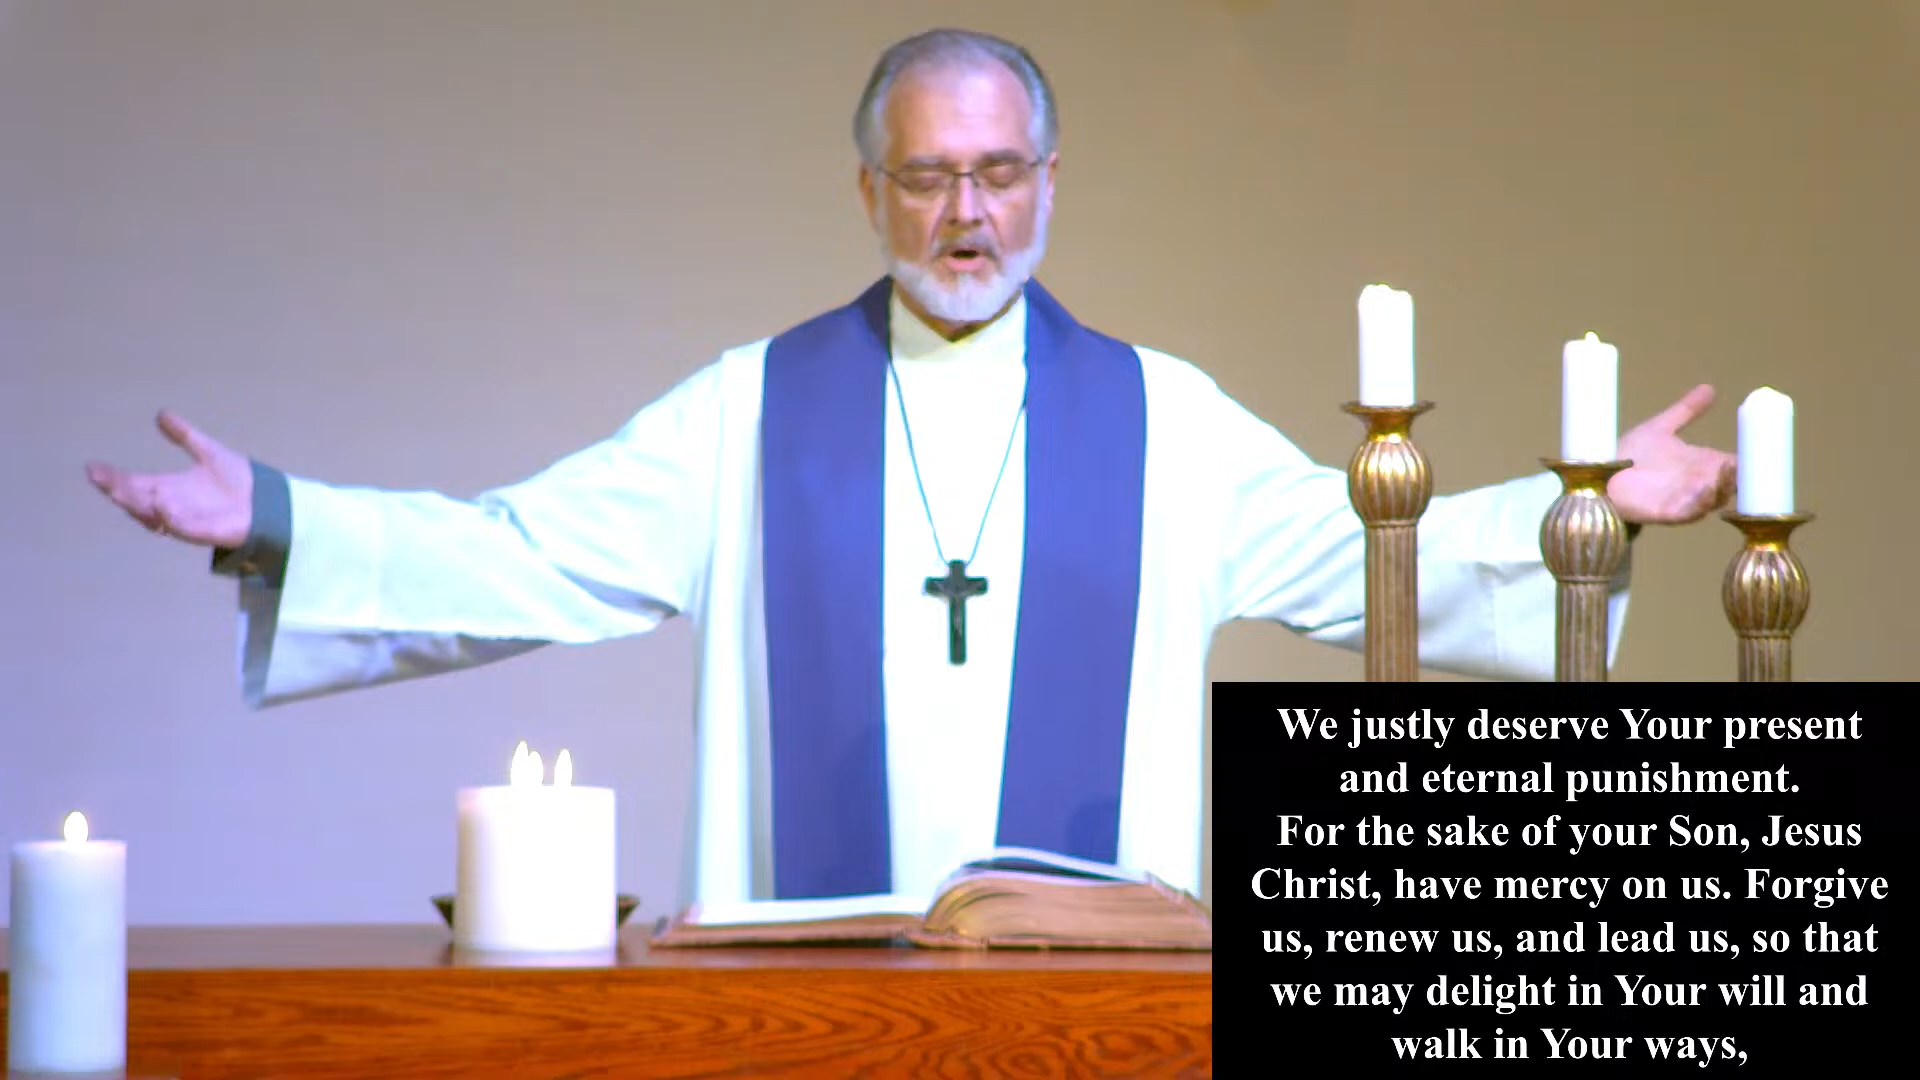 We justly deserve Your present
and eternal punishment.
For the sake of your Son, Jesus
Christ, have mercy on us. Forgive
us, renew us, and lead us, so that
we may delight in Your will and
walk in Your ways,